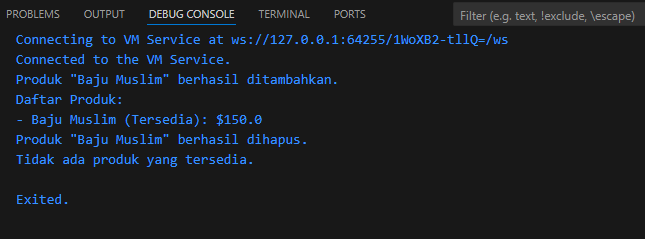 PROBLEMS OUTPUT DEBUG CONSOLE TERMINAL PORTS Filter (e.g. text, !exclude, \escape)
Connecting to VM Service at ws://127.0.0.1:64255/1WoXB2-tllQ=/ws
Connected to the VM Service.
Produk "Baju Muslim" berhasil ditambahkan.
Daftar Produk:
- Baju Muslim (Tersedia): $150.0
Produk "Baju Muslim" berhasil dihapus.
Tidak ada produk yang tersedia.
Exited.